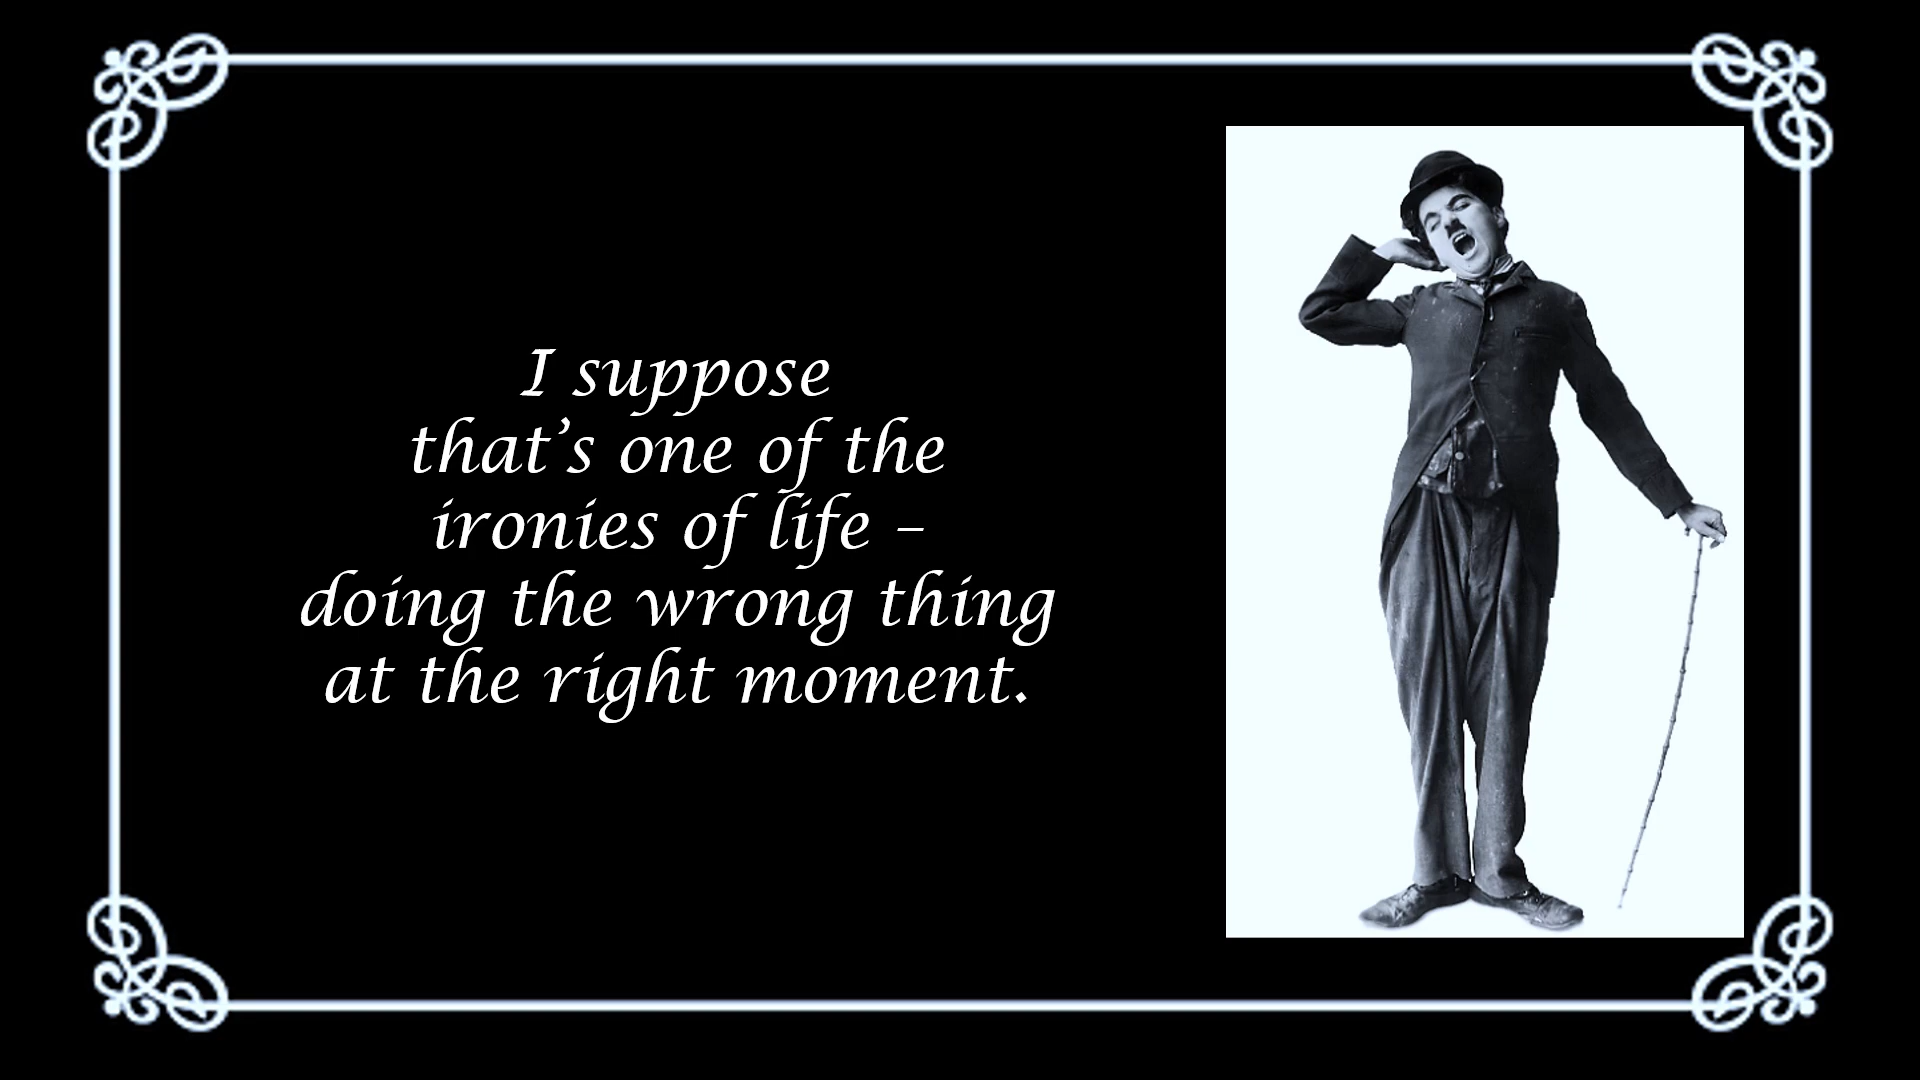 I suppose
that’s one of the
ironies of life –
doing the wrong thing
at the right moment.